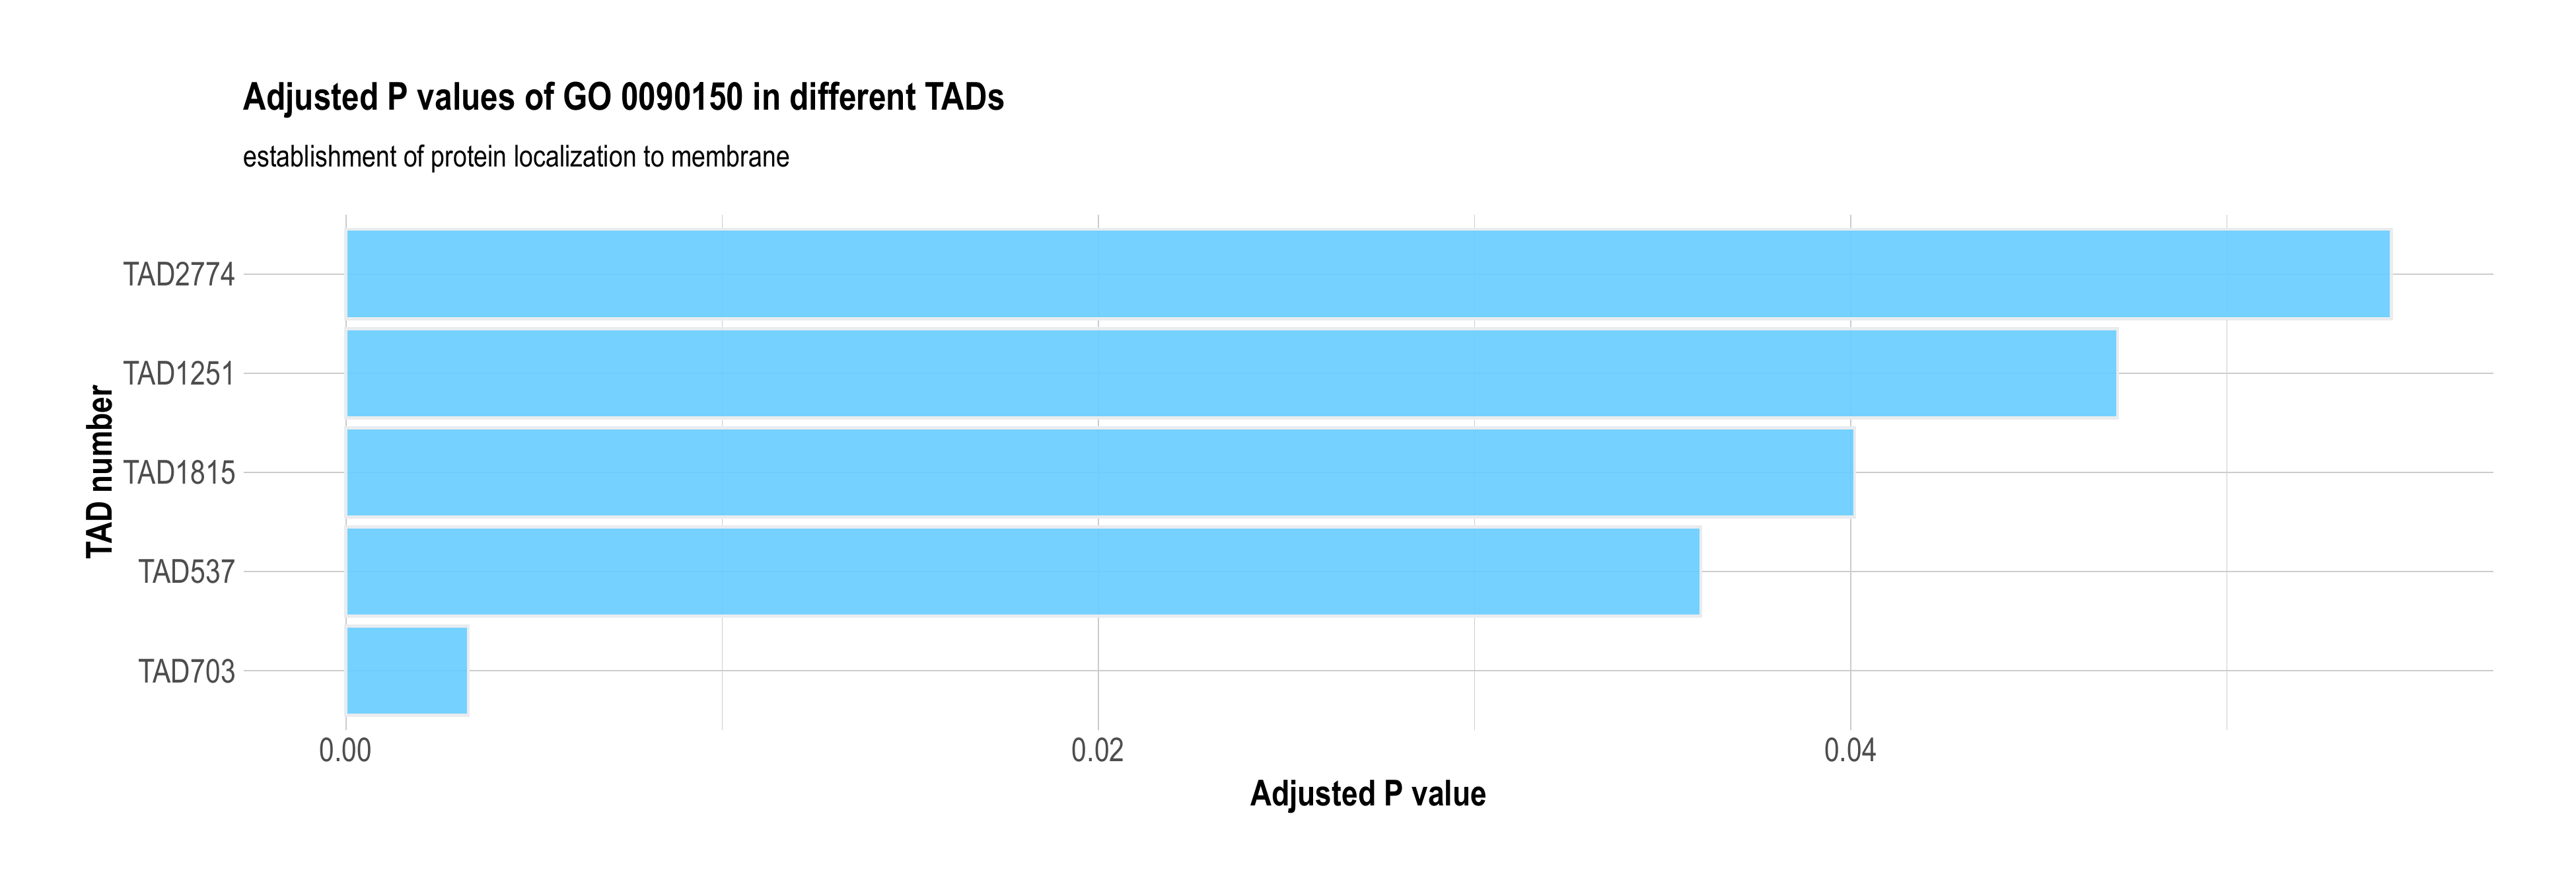 Adjusted P values of GO 0090150 in different TADs
establishment of protein localization to membrane
TAD number
TAD2774
TAD1251
TAD1815
TAD537
TAD703
0.00 0.02 0.04
Adjusted P value